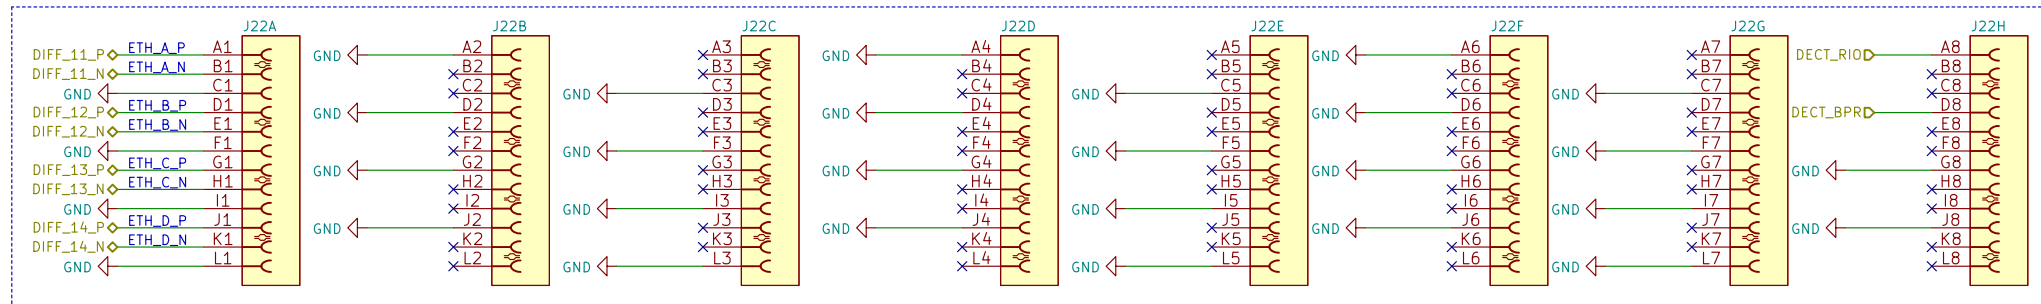 J22A J22B J22C J22D J22E J22F J22G J22H
DIFF_11_P ETH_A_P A1 GND A2 A3 GND A4 A5 GND A6 A7 DECT_RIO A8
DIFF_11_N ETH_A_N B1 B2 B3 B4 B5 B6 B7 B8
GND C1 C2 GND C3 C4 GND C5 C6 GND C7 C8
DIFF_12_P ETH_B_P D1 GND D2 D3 GND D4 D5 GND D6 D7 DECT_BPR D8
DIFF_12_N ETH_B_N E1 E2 E3 E4 E5 E6 E7 E8
GND F1 F2 GND F3 F4 GND F5 F6 GND F7 F8
DIFF_13_P ETH_C_P G1 GND G2 G3 GND G4 G5 GND G6 G7 GND G8
DIFF_13_N ETH_C_N H1 H2 H3 H4 H5 H6 H7 H8
GND I1 I2 GND I3 I4 GND I5 I6 GND I7 I8
DIFF_14_P ETH_D_P J1 GND J2 J3 GND J4 J5 GND J6 J7 GND J8
DIFF_14_N ETH_D_N K1 K2 K3 K4 K5 K6 K7 K8
GND L1 L2 GND L3 L4 GND L5 L6 GND L7 L8